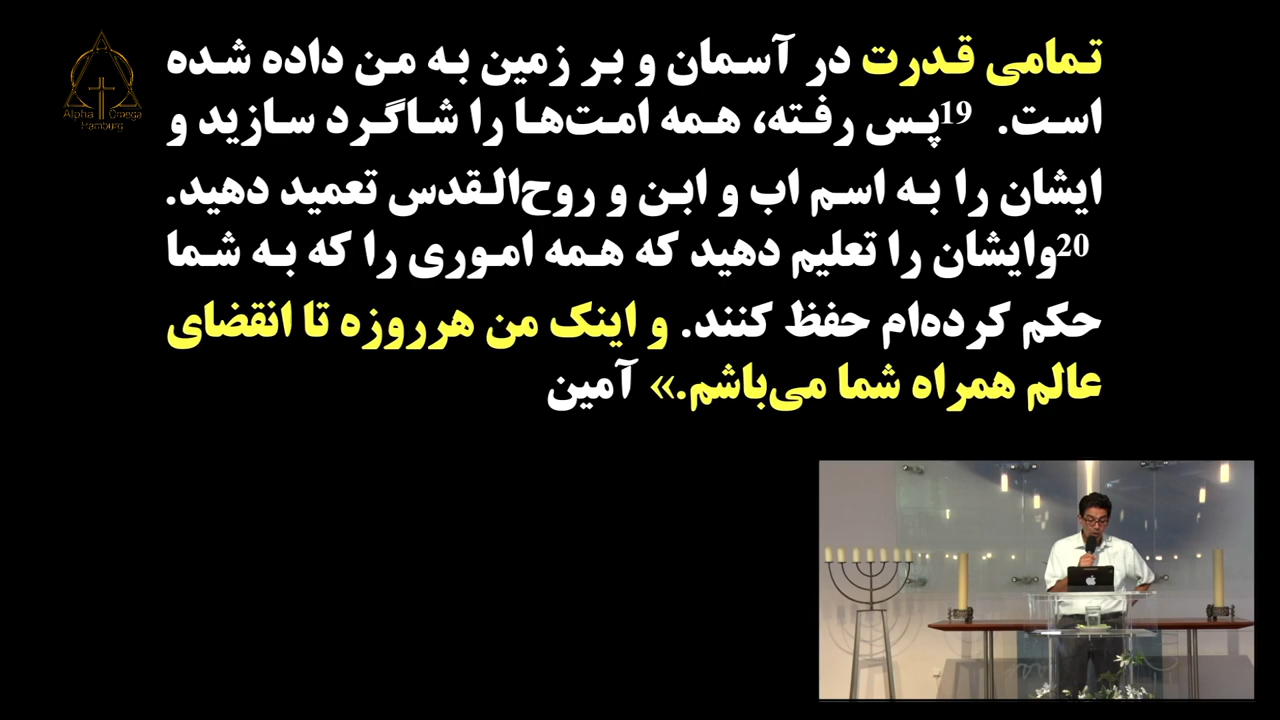 تمامی قدرت در آسمان و بر زمین به من داده شده
است. 19پس رفته، همه امت‌ها را شاگرد سازید و
ایشان را به اسم اب و ابن و روح‌القدس تعمید دهید.
20وایشان را تعلیم دهید که همه اموری را که به شما
حکم کرده‌ام حفظ کنند. و اینک من هرروزه تا انقضای
عالم همراه شما می‌باشم.» آمین
Alpha Omega
Hamburg